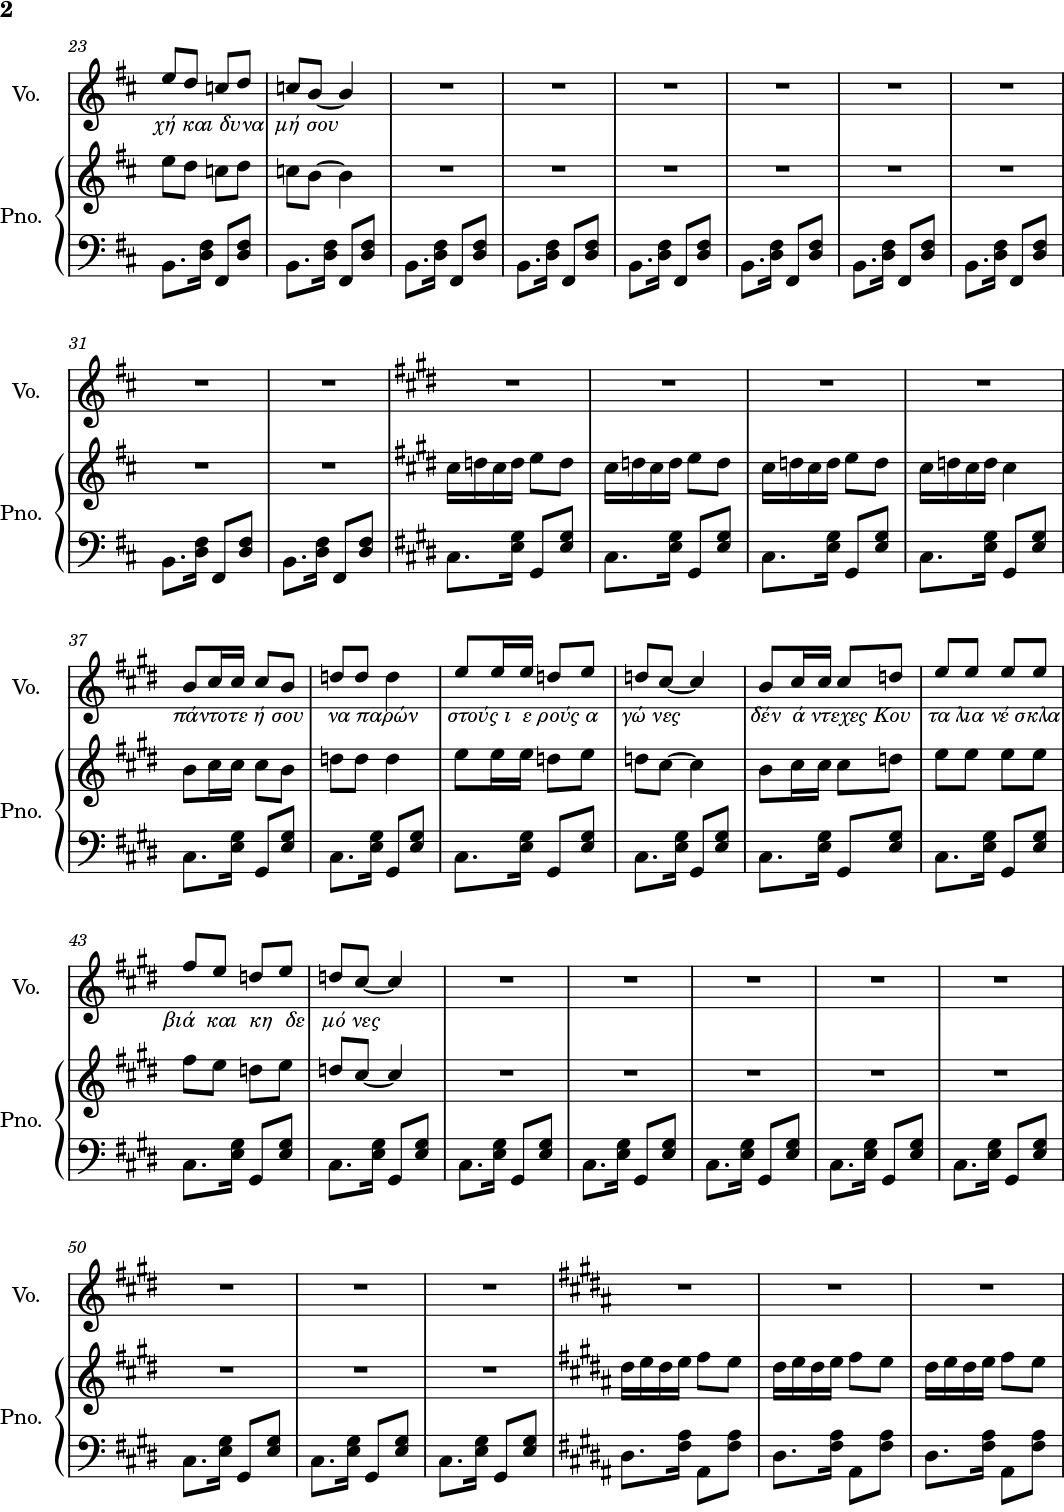 2
23
Vo.
χή και δυνα μή σου
Pno.
31
Vo.
Pno.
37
Vo.
πάντοτε ή σου να παρών στούς ι ε ρούς α γώ νες δέν ά ντεχες Κου τα λια νέ σκλα
Pno.
43
Vo.
βιά και κη δε μό νες
Pno.
50
Vo.
Pno.